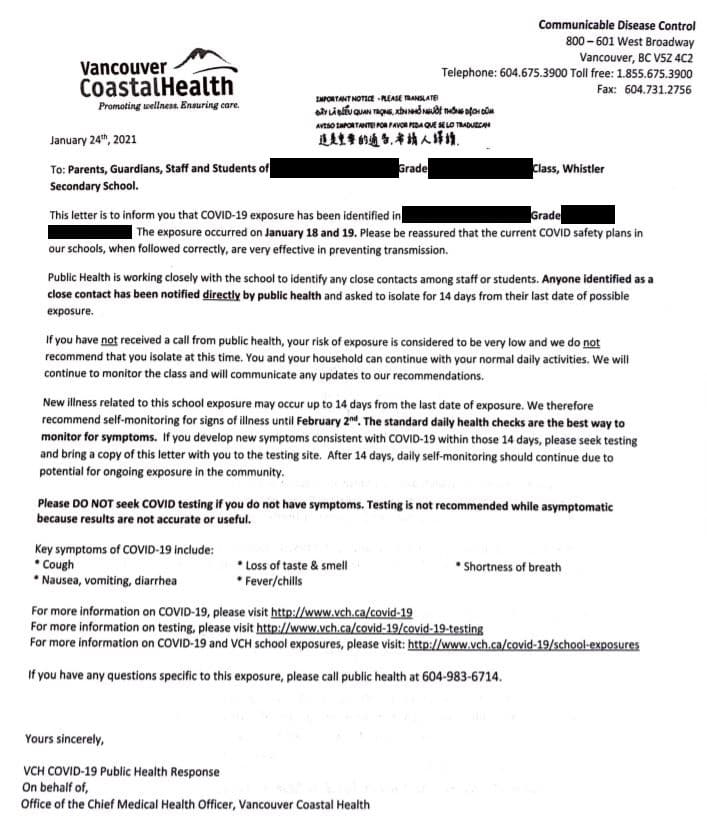 Communicable Disease Control
800 – 601 West Broadway
Vancouver, BC V5Z 4C2
Telephone: 604.675.3900 Toll free: 1.855.675.3900
Fax: 604.731.2756
Vancouver
CoastalHealth
Promoting wellness. Ensuring care.
IMPORTANT NOTICE - PLEASE TRANSLATE!
ĐÂY LÀ ĐIỀU QUAN TRỌNG, XIN NHỜ NGƯỜI THÔNG DỊCH DÙM
AVISO IMPORTANTE! FOR FAVOR PIDA QUE SE LO TRADUZCAN
這是重要的通告,請人譯讀.
January 24th, 2021
To: Parents, Guardians, Staff and Students of Grade Class, Whistler
Secondary School.
This letter is to inform you that COVID-19 exposure has been identified in Grade
The exposure occurred on January 18 and 19. Please be reassured that the current COVID safety plans in
our schools, when followed correctly, are very effective in preventing transmission.
Public Health is working closely with the school to identify any close contacts among staff or students. Anyone identified as a
close contact has been notified directly by public health and asked to isolate for 14 days from their last date of possible
exposure.
If you have not received a call from public health, your risk of exposure is considered to be very low and we do not
recommend that you isolate at this time. You and your household can continue with your normal daily activities. We will
continue to monitor the class and will communicate any updates to our recommendations.
New illness related to this school exposure may occur up to 14 days from the last date of exposure. We therefore
recommend self-monitoring for signs of illness until February 2nd. The standard daily health checks are the best way to
monitor for symptoms. If you develop new symptoms consistent with COVID-19 within those 14 days, please seek testing
and bring a copy of this letter with you to the testing site. After 14 days, daily self-monitoring should continue due to
potential for ongoing exposure in the community.
Please DO NOT seek COVID testing if you do not have symptoms. Testing is not recommended while asymptomatic
because results are not accurate or useful.
Key symptoms of COVID-19 include:
* Cough * Loss of taste & smell * Shortness of breath
* Nausea, vomiting, diarrhea * Fever/chills
For more information on COVID-19, please visit http://www.vch.ca/covid-19
For more information on testing, please visit http://www.vch.ca/covid-19/covid-19-testing
For more information on COVID-19 and VCH school exposures, please visit: http://www.vch.ca/covid-19/school-exposures
If you have any questions specific to this exposure, please call public health at 604-983-6714.
Yours sincerely,
VCH COVID-19 Public Health Response
On behalf of,
Office of the Chief Medical Health Officer, Vancouver Coastal Health